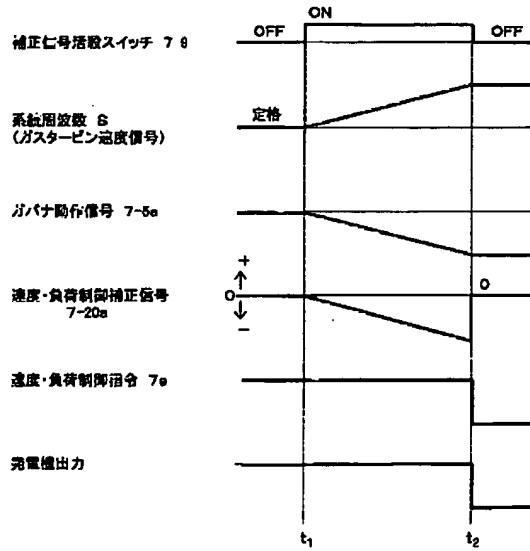 ON
OFF
OFF
補正信号活殺スイッチ 7 9
系統周波数 S
(ガスタービン速度信号)
定格
ガバナ動作信号 7-5a
+
0
-
速度・負荷制御補正信号
7-20a
0
速度・負荷制御指令 7e
発電機出力
t1
t2